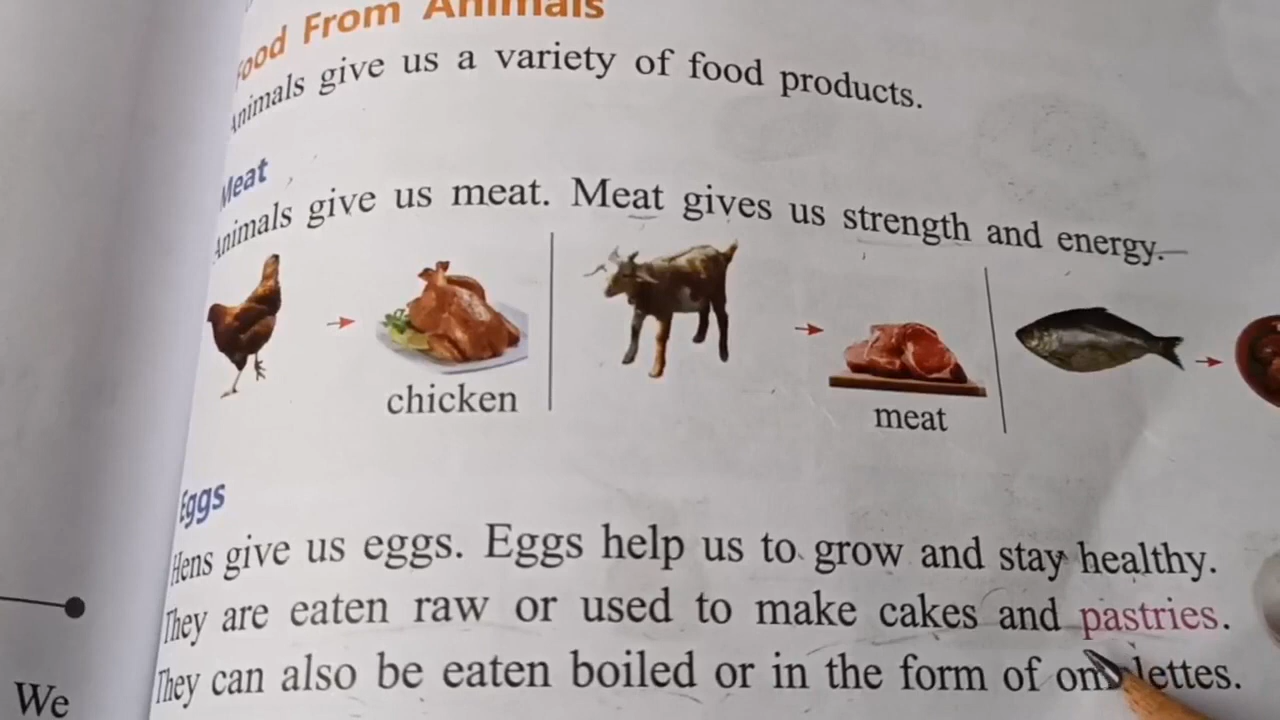 Food From Animals
Animals give us a variety of food products.
Meat
Animals give us meat. Meat gives us strength and energy.
chicken
meat
Eggs
Hens give us eggs. Eggs help us to grow and stay healthy.
They are eaten raw or used to make cakes and pastries.
They can also be eaten boiled or in the form of omelettes.
We